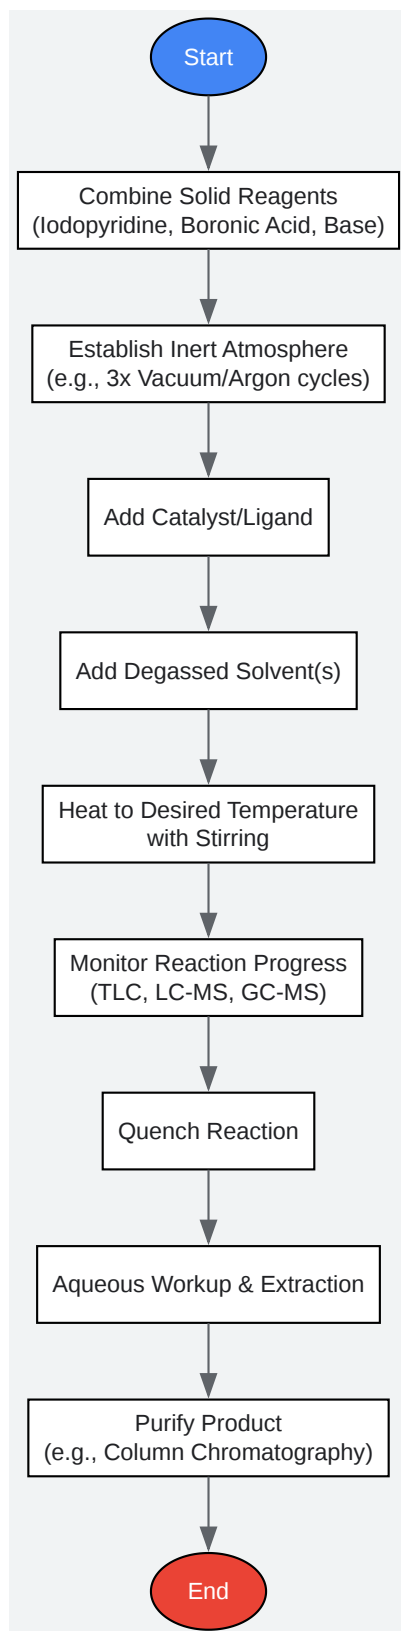 Start
Combine Solid Reagents
(Iodopyridine, Boronic Acid, Base)
Establish Inert Atmosphere
(e.g., 3x Vacuum/Argon cycles)
Add Catalyst/Ligand
Add Degassed Solvent(s)
Heat to Desired Temperature
with Stirring
Monitor Reaction Progress
(TLC, LC-MS, GC-MS)
Quench Reaction
Aqueous Workup & Extraction
Purify Product
(e.g., Column Chromatography)
End